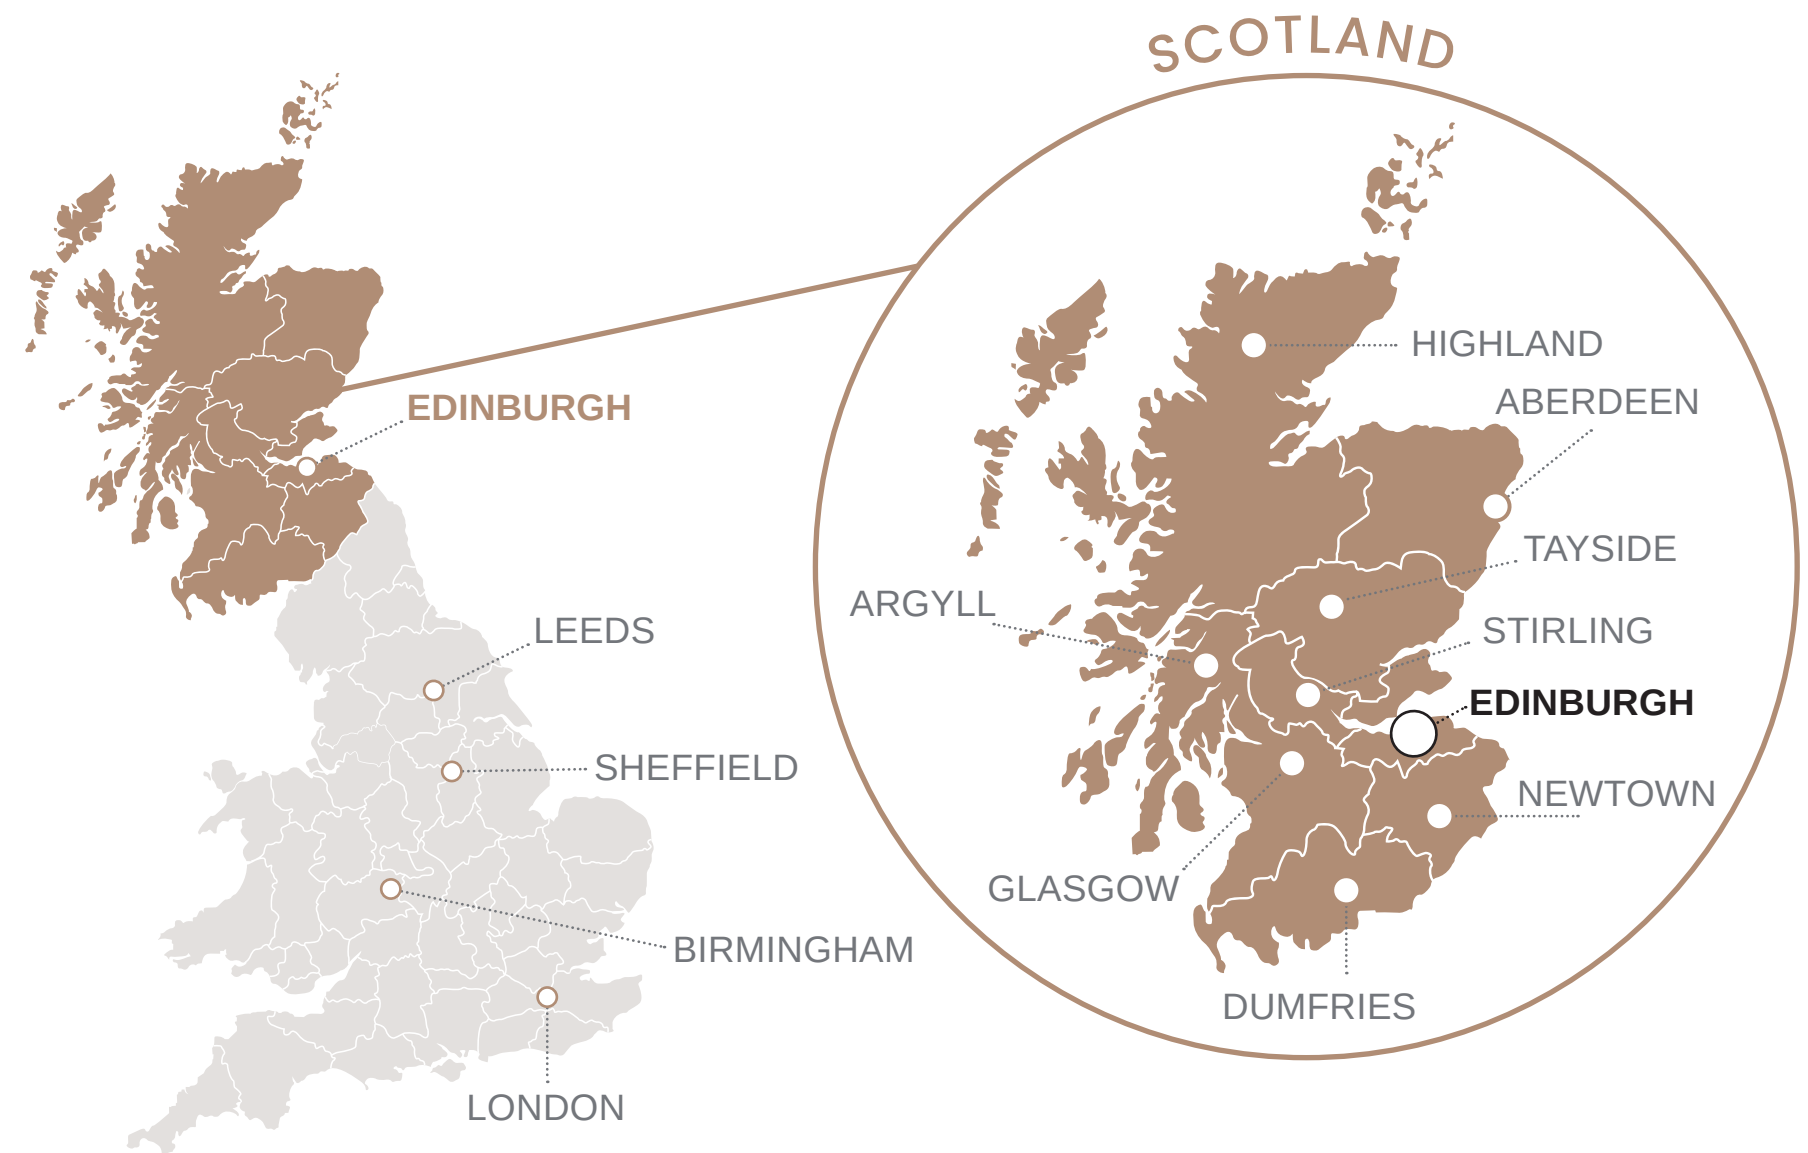 SCOTLAND
HIGHLAND
ABERDEEN
EDINBURGH
TAYSIDE
ARGYLL
STIRLING
LEEDS
EDINBURGH
SHEFFIELD
NEWTOWN
GLASGOW
BIRMINGHAM
DUMFRIES
LONDON